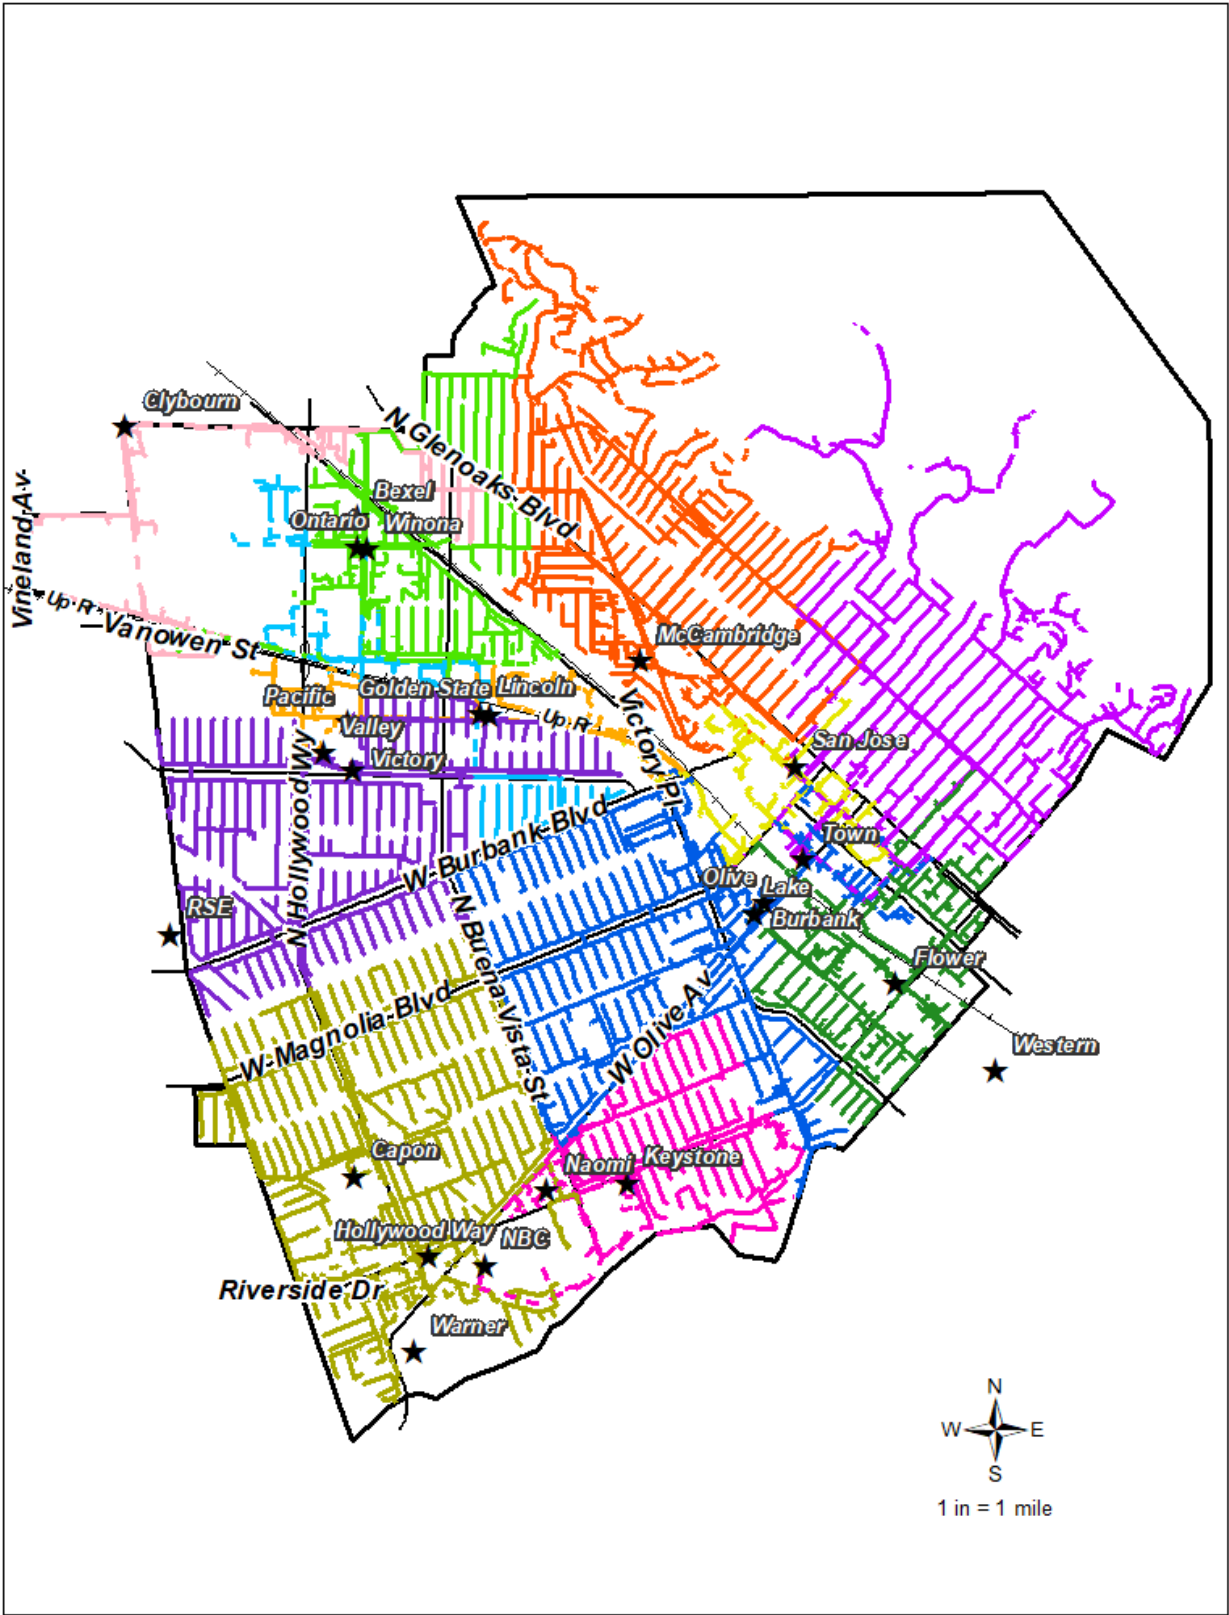 Clybourn
N Glenoaks Blvd
Vineland Av
Bexel
Ontario
Winona
Up Rr
Vanowen St
McCambridge
Pacific
Golden State
Lincoln
Up Rr
Victory Pl
Valley
Victory
San Jose
N Hollywood Wy
W Burbank Blvd
Town
Olive
Lake
Burbank
RSE
N Buena Vista St
Flower
W Magnolia Blvd
W Olive Av
Western
Capon
Naomi
Keystone
Hollywood Way
NBC
Riverside Dr
Warner
N
W
E
S
1 in = 1 mile